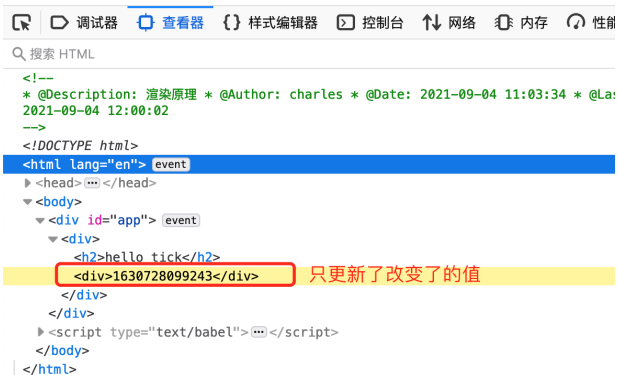 调试器 查看器 {} 样式编辑器 控制台 网络 内存 性能
搜索 HTML
<!--
* @Description: 渲染原理 * @Author: charles * @Date: 2021-09-04 11:03:34 * @Las
2021-09-04 12:00:02
-->
<!DOCTYPE html>
<html lang="en"> event
<head> ... </head>
<body>
<div id="app"> event
<div>
<h2>hello tick</h2>
<div>1630728099243</div> 只更新了改变了的值
</div>
</div>
<script type="text/babel"> ... </script>
</body>
</html>